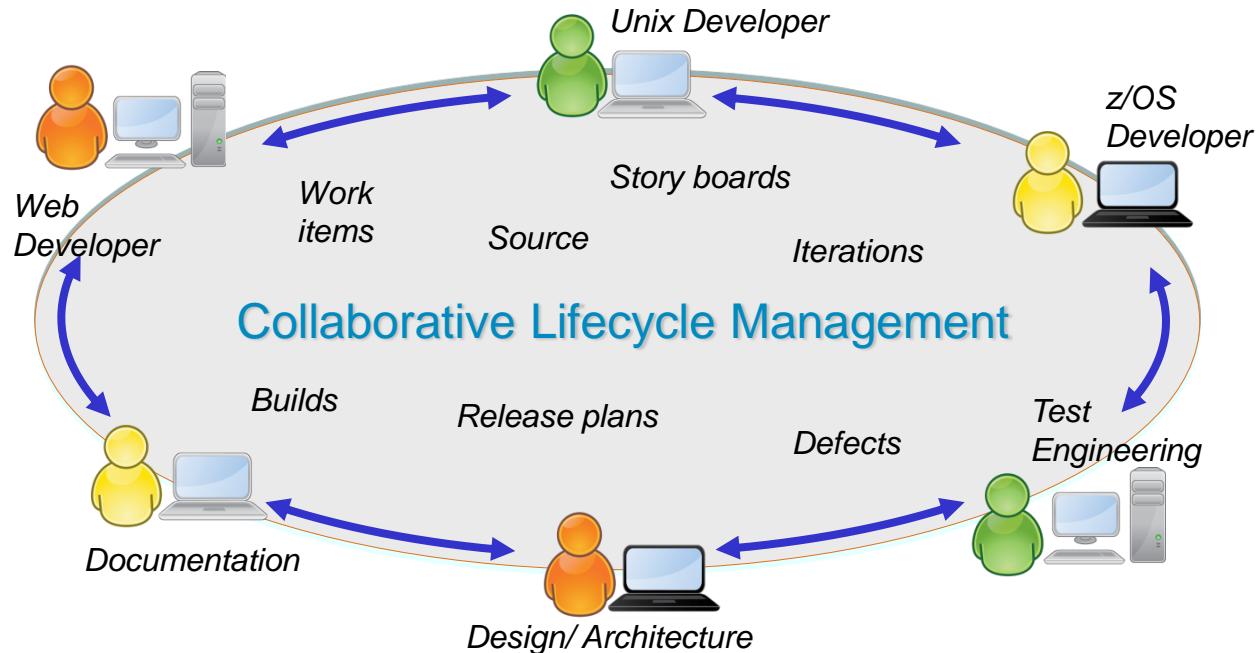 Unix Developer
z/OS
Developer
Story boards
Work
items
Web
Developer
Source
Iterations
Collaborative Lifecycle Management
Builds
Release plans
Defects
Test
Engineering
Documentation
Design/ Architecture